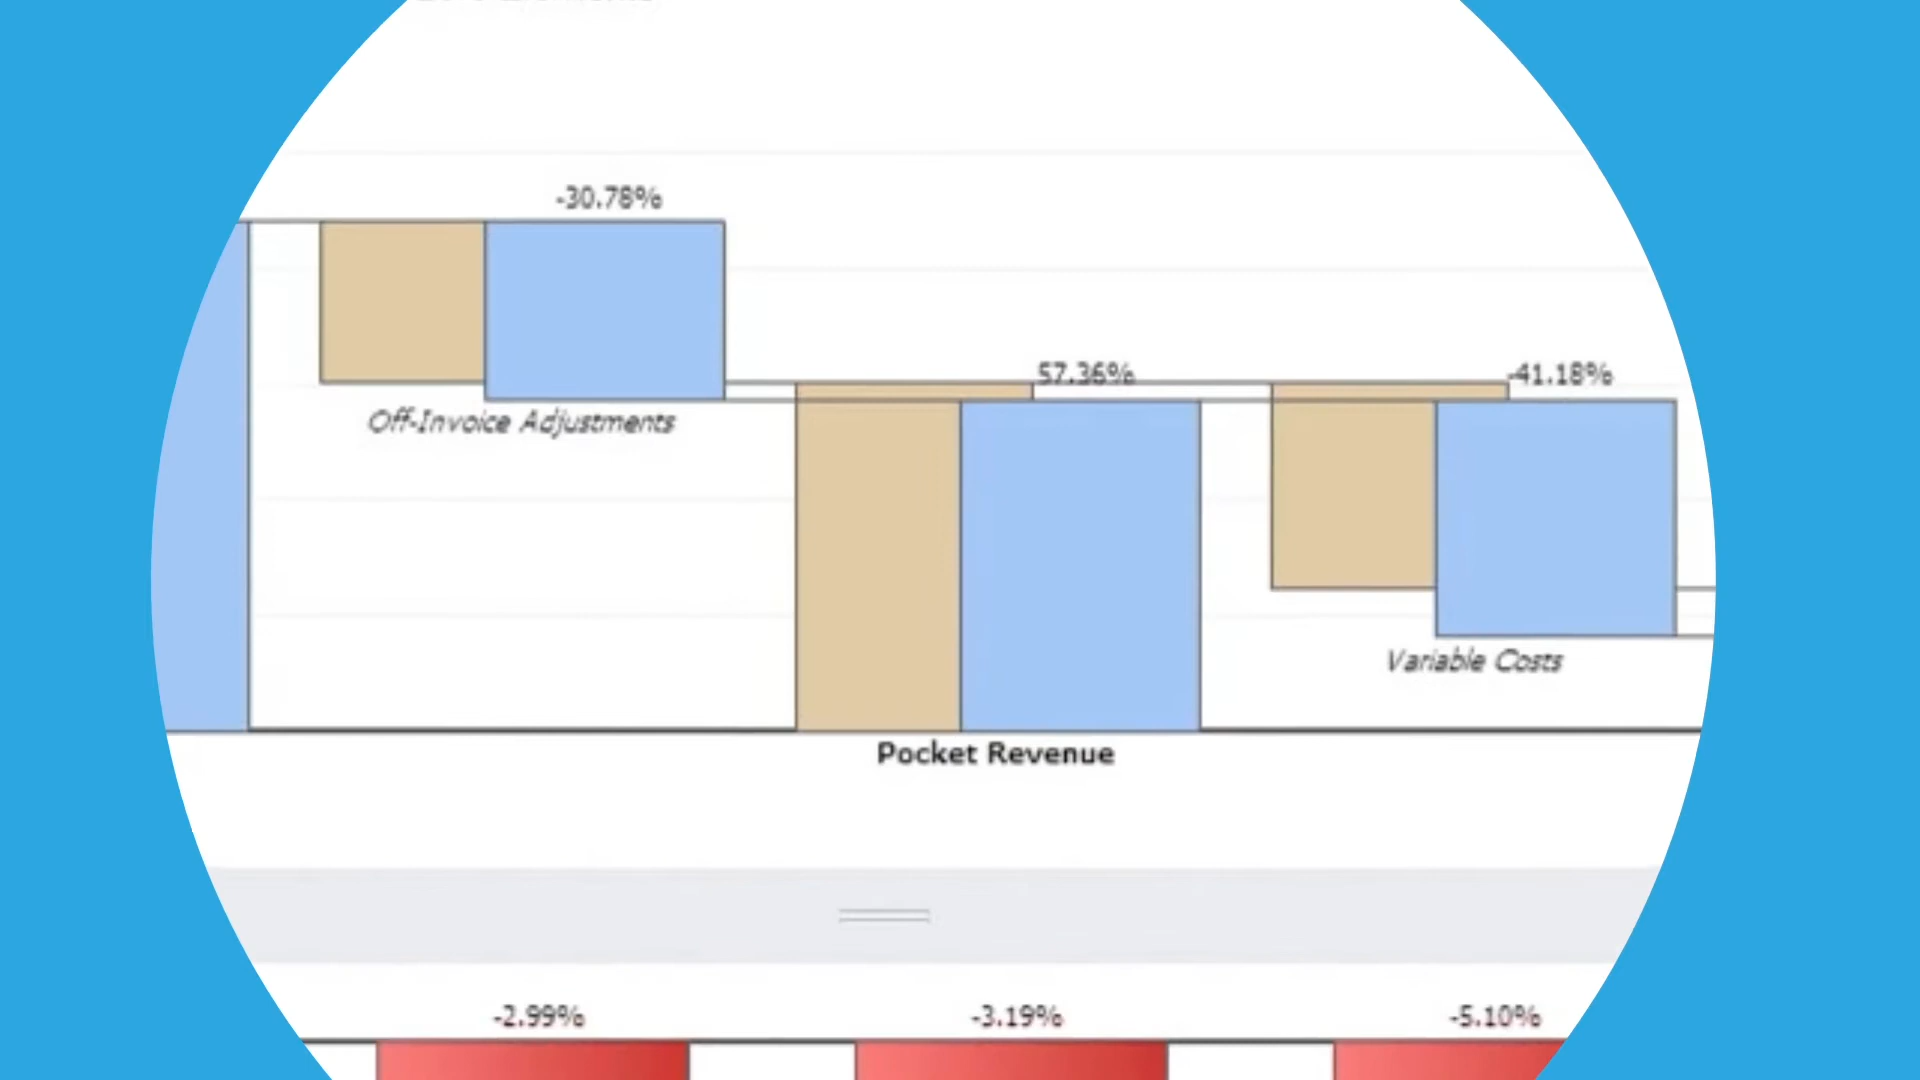 -30.78%
57.36%
-41.18%
Off-Invoice Adjustments
Variable Costs
Pocket Revenue
-2.99%
-3.19%
-5.10%